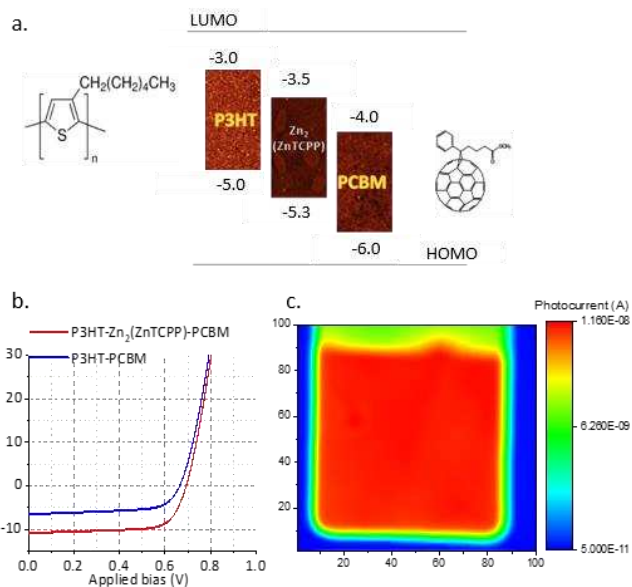 a.
LUMO
-3.0
-3.5
-4.0
CH₂(CH₂)₄CH₃
S
n
P3HT
Zn₂
(ZnTCPP)
PCBM
O
OCH₃
-5.0
-5.3
-6.0
HOMO
b.
P3HT-Zn₂(ZnTCPP)-PCBM
P3HT-PCBM
30
20
10
0
-10
0.0 0.2 0.4 0.6 0.8 1.0
Applied bias (V)
c.
Photocurrent (A)
100
80
60
40
20
20 40 60 80 100
1.160E-08
6.260E-09
5.000E-11